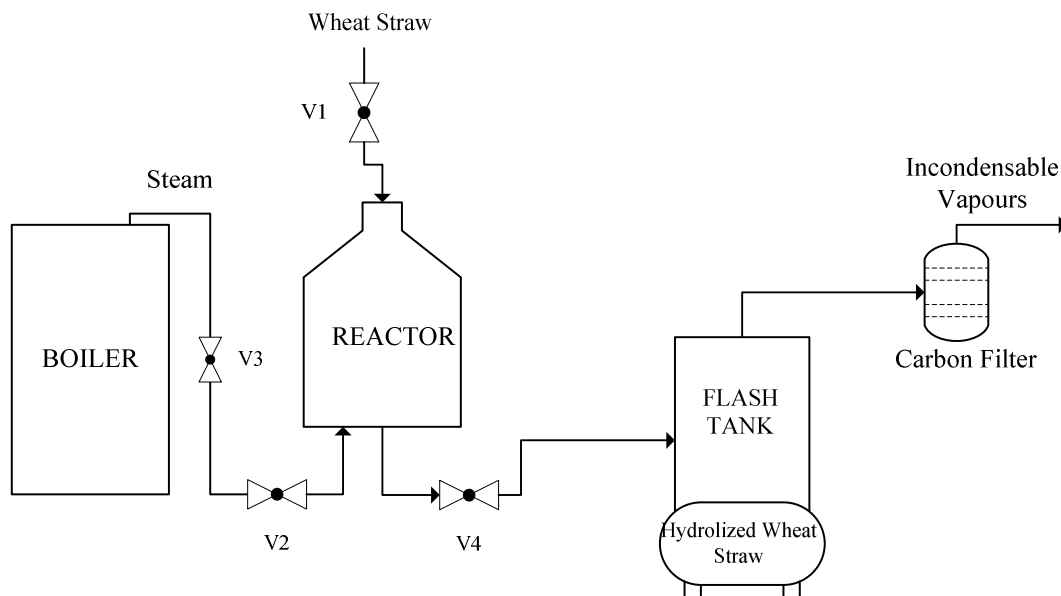 Wheat Straw
V1
Steam
Incondensable
Vapours
BOILER
V3
REACTOR
Carbon Filter
FLASH
TANK
V2
V4
Hydrolized Wheat
Straw